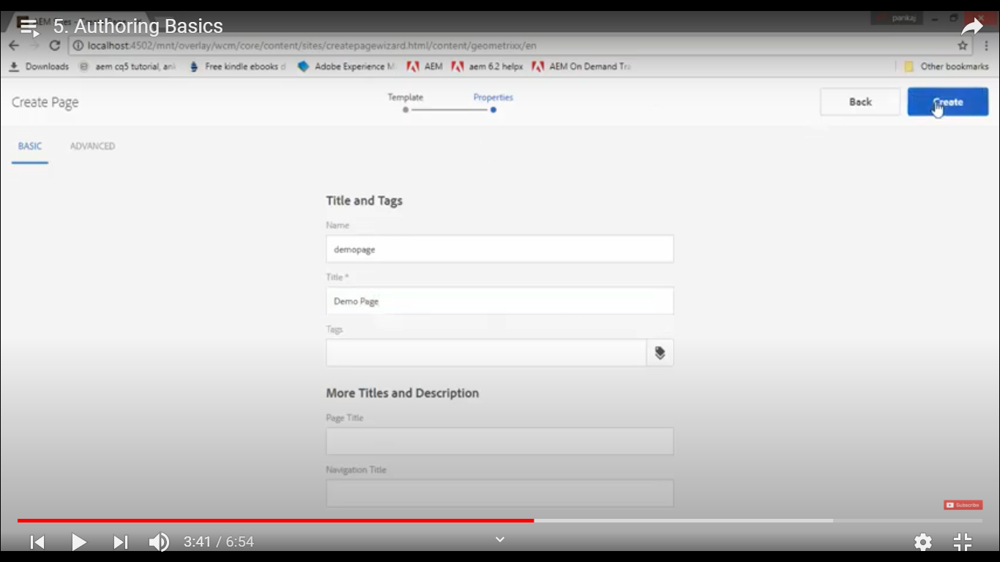 5. Authoring Basics
pankaj
localhost:4502/mnt/overlay/wcm/core/content/sites/createpagewizard.html/content/geometrixx/en
Downloads aem cq5 tutorial, an Free kindle ebooks d Adobe Experience M AEM aem 6.2 helpx AEM On Demand Tra Other bookmarks
Create Page Template Properties Back Create
BASIC ADVANCED
Title and Tags
Name
demopage
Title *
Demo Page
Tags
More Titles and Description
Page Title
Navigation Title
Subscribe
3:41 / 6:54